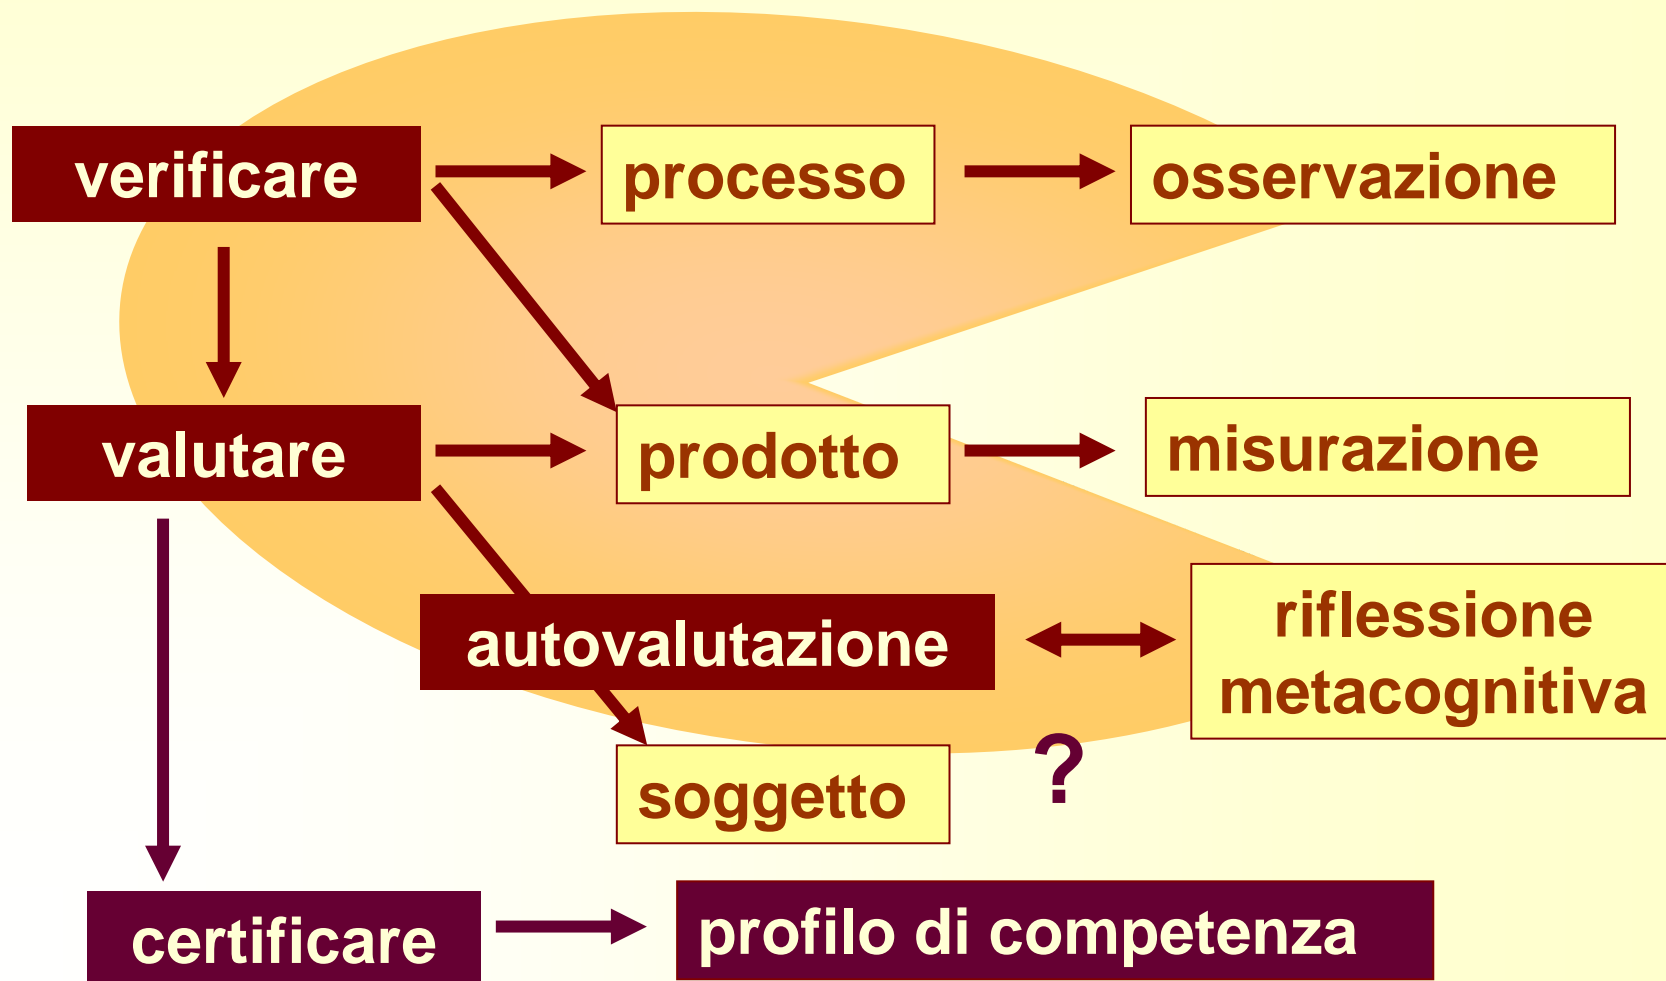 verificare
processo
osservazione
valutare
prodotto
misurazione
autovalutazione
riflessione
metacognitiva
soggetto
?
certificare
profilo di competenza